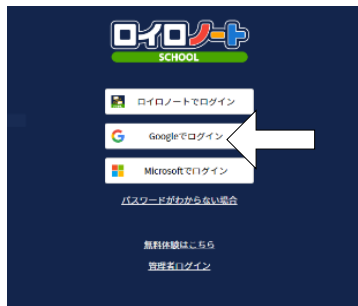 ロイロノート
SCHOOL
ロイロノートでログイン
Googleでログイン
Microsoftでログイン
パスワードがわからない場合
無料体験はこちら
管理者ログイン